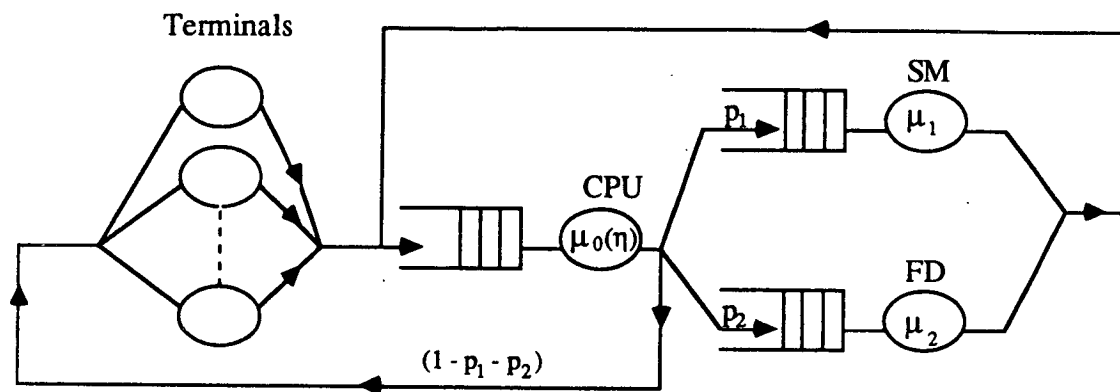 Terminals
SM
p₁
μ₁
CPU
μ₀(η)
FD
p₂
μ₂
(1 - p₁ - p₂)